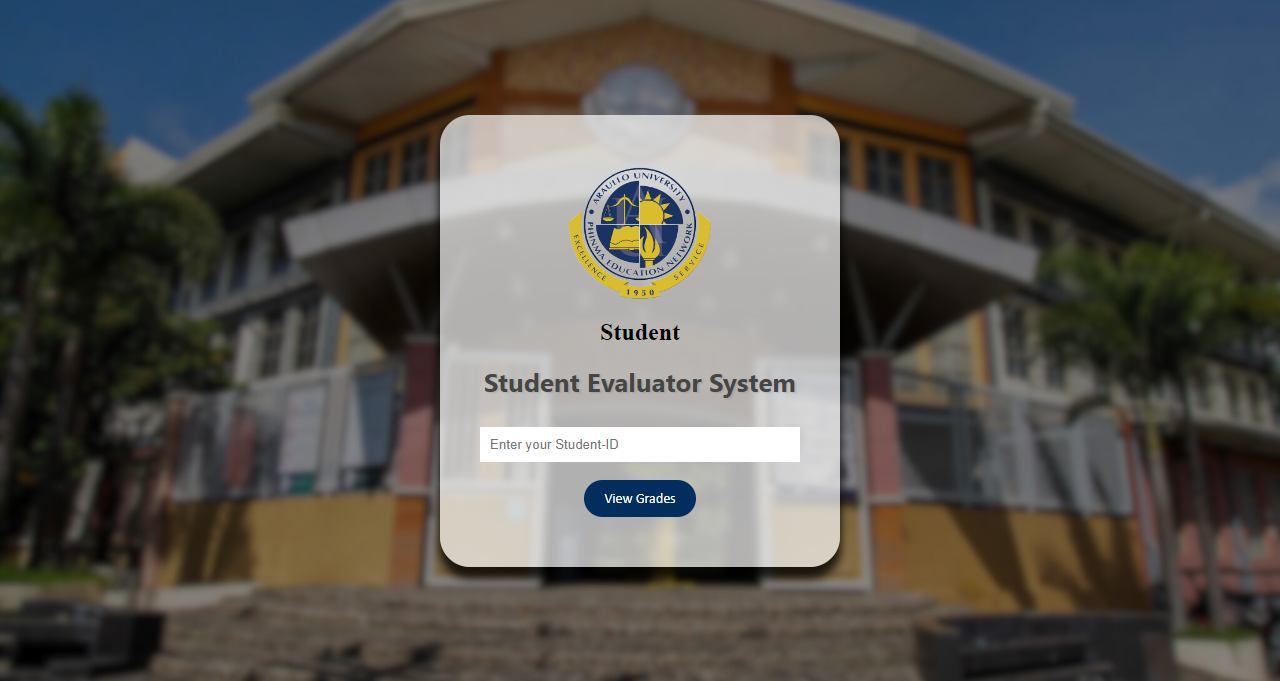 ARAULLO UNIVERSITY
PHINMA EDUCATION NETWORK
EXCELLENCE
SERVICE
1950
Student
Student Evaluator System
Enter your Student-ID
View Grades